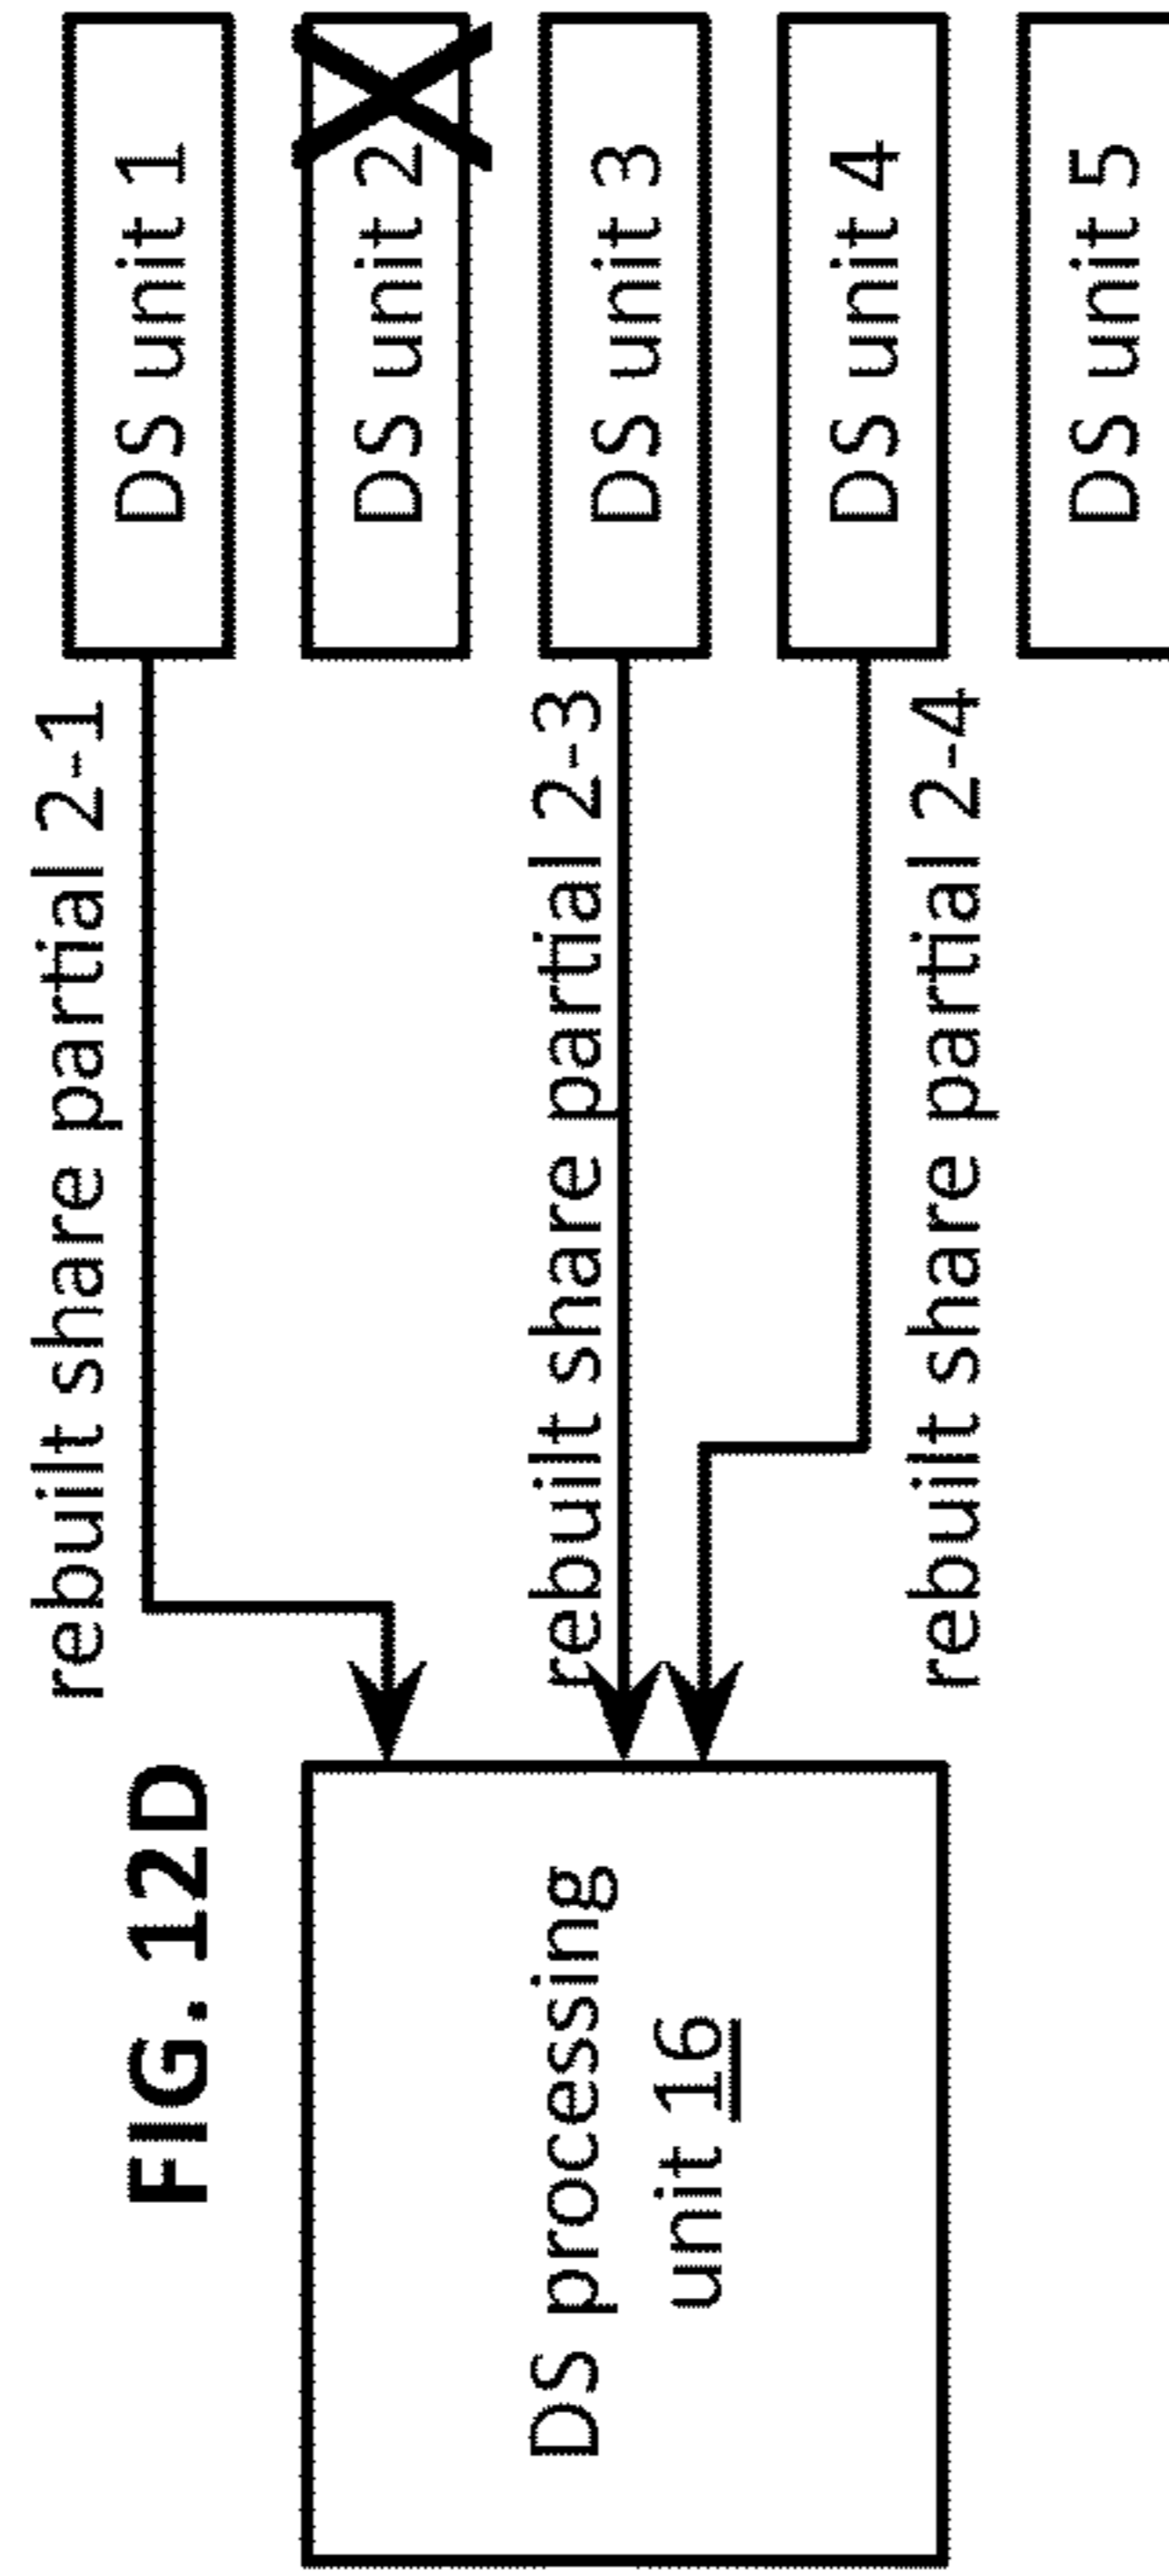 FIG. 12D
rebuilt share partial 2-1
DS unit 1
DS unit 2
rebuilt share partial 2-3
DS unit 3
DS processing
unit 16
DS unit 4
rebuilt share partial 2-4
DS unit 5